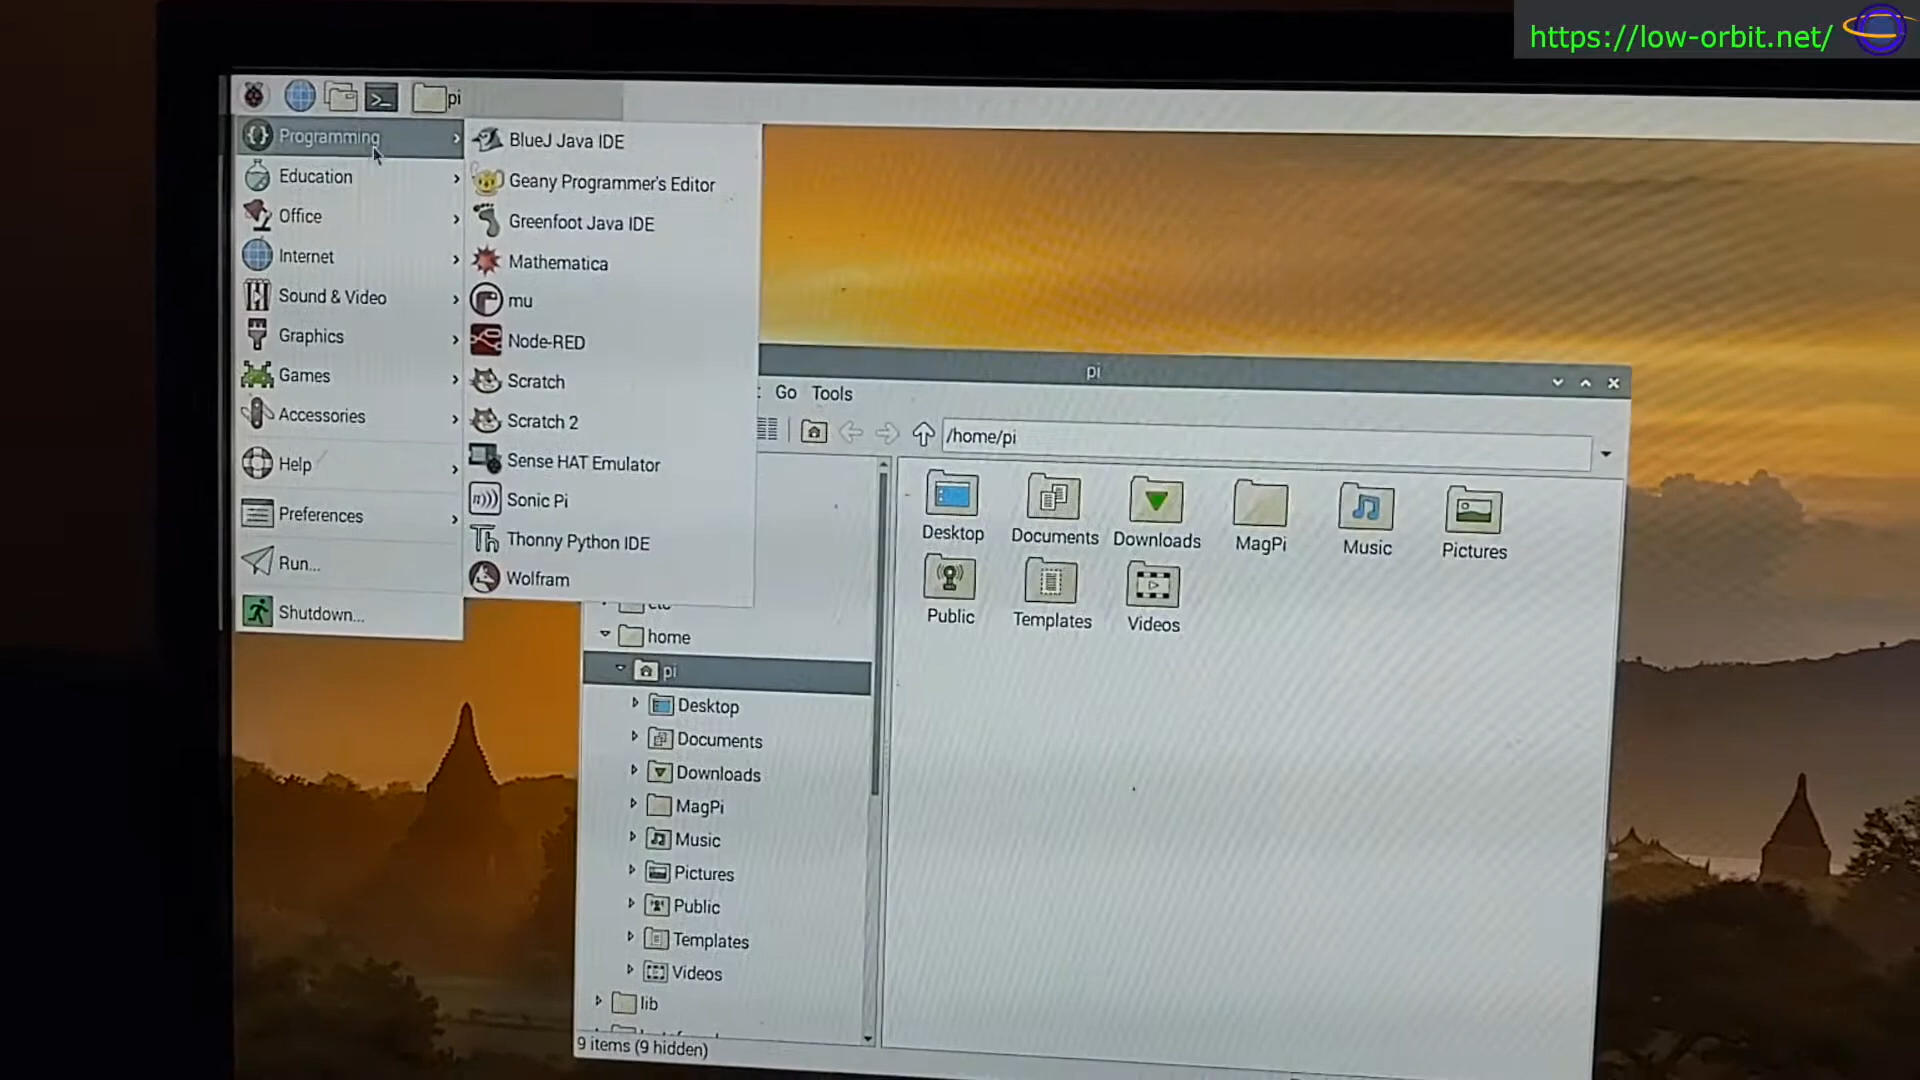 https://low-orbit.net/
pi
Programming
Education
Office
Internet
Sound & Video
Graphics
Games
Accessories
Help
Preferences
Run...
Shutdown...
BlueJ Java IDE
Geany Programmer's Editor
Greenfoot Java IDE
Mathematica
mu
Node-RED
Scratch
Scratch 2
Sense HAT Emulator
Sonic Pi
Thonny Python IDE
Wolfram
pi
Go Tools
/home/pi
Desktop
Documents
Downloads
MagPi
Music
Pictures
Public
Templates
Videos
home
pi
Desktop
Documents
Downloads
MagPi
Music
Pictures
Public
Templates
Videos
lib
9 items (9 hidden)